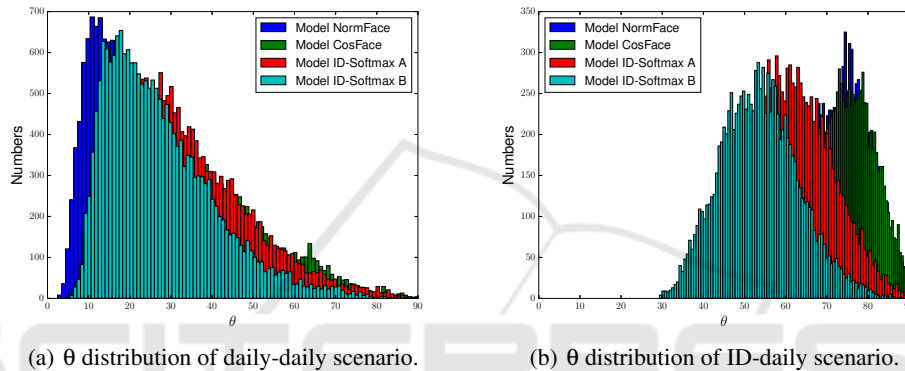 700
600
500
400
300
200
100
0
Numbers
0 10 20 30 40 50 60 70 80 90
θ
Model NormFace
Model CosFace
Model ID-Softmax A
Model ID-Softmax B
(a) θ distribution of daily-daily scenario.
350
300
250
200
150
100
50
0
Numbers
0 10 20 30 40 50 60 70 80
θ
Model NormFace
Model CosFace
Model ID-Softmax A
Model ID-Softmax B
(b) θ distribution of ID-daily scenario.